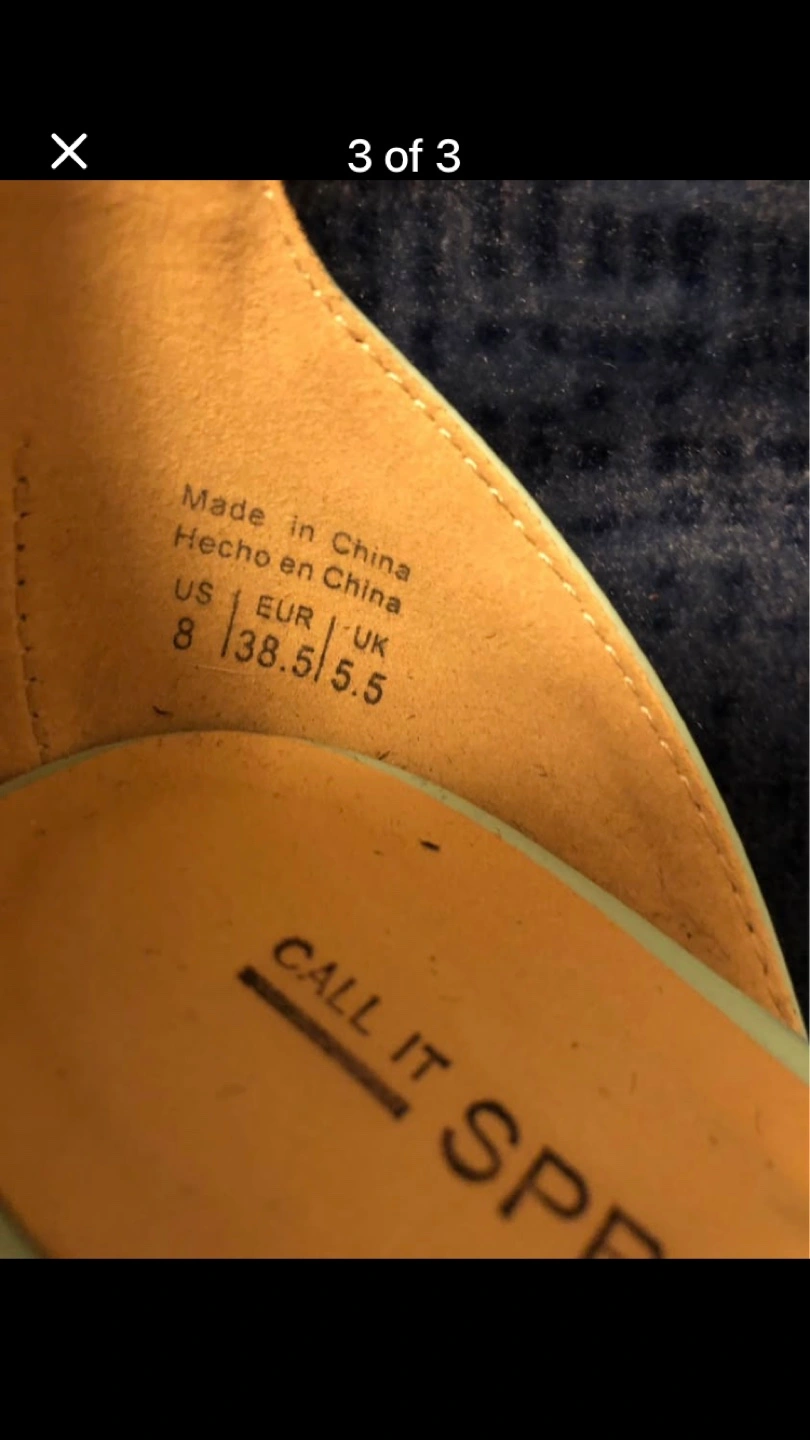 3 of 3
Made in China
Hecho en China
US | EUR | UK
8 | 38.5 | 5.5
CALL IT
SPR